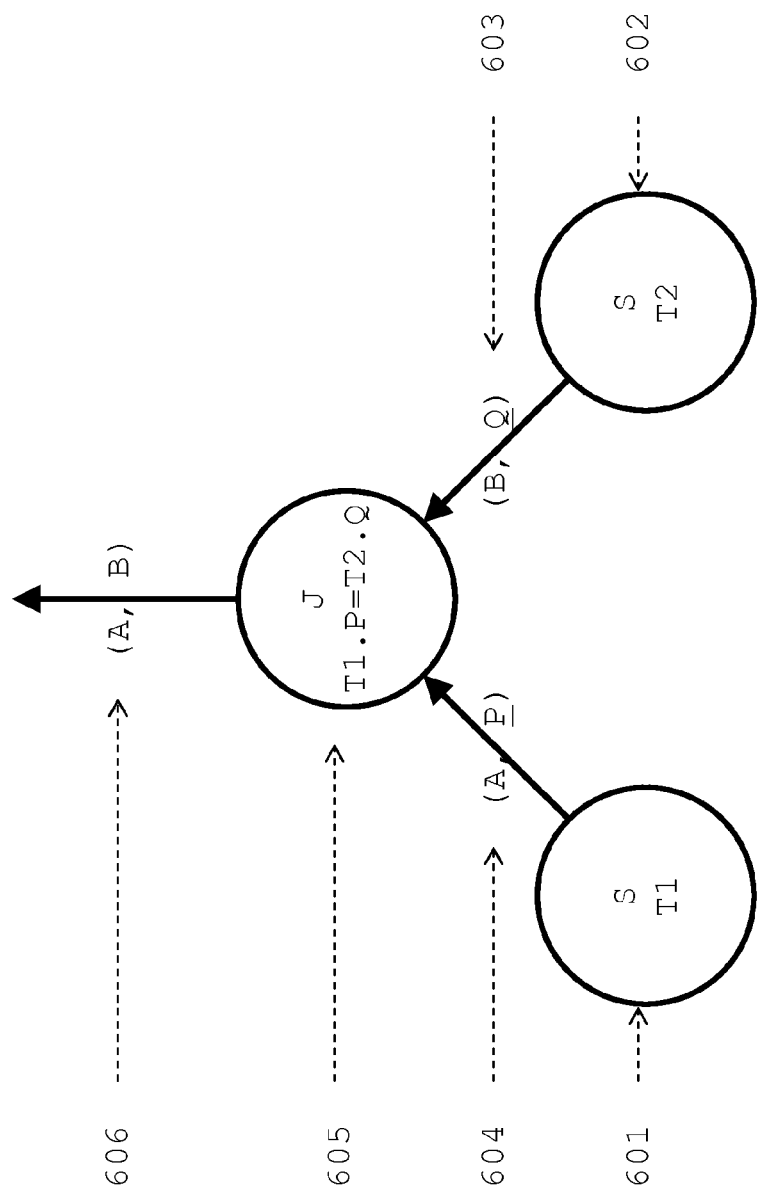 606
(A, B)
605
J
T1.P=T2.Q
604
(A, P)
(B, Q)
603
601
S
T1
S
T2
602